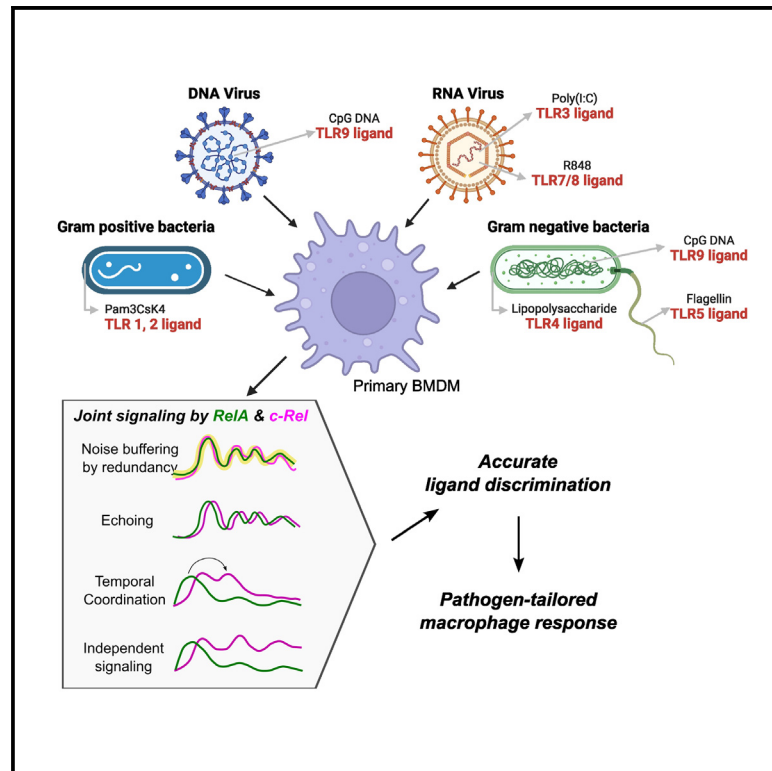 DNA Virus
CpG DNA
TLR9 ligand
RNA Virus
Poly(I:C)
TLR3 ligand
R848
TLR7/8 ligand
Gram positive bacteria
Pam3CsK4
TLR 1, 2 ligand
Gram negative bacteria
CpG DNA
TLR9 ligand
Lipopolysaccharide
TLR4 ligand
Flagellin
TLR5 ligand
Primary BMDM
Joint signaling by RelA & c-Rel
Noise buffering
by redundancy
Echoing
Temporal
Coordination
Independent
signaling
Accurate
ligand discrimination
Pathogen-tailored
macrophage response